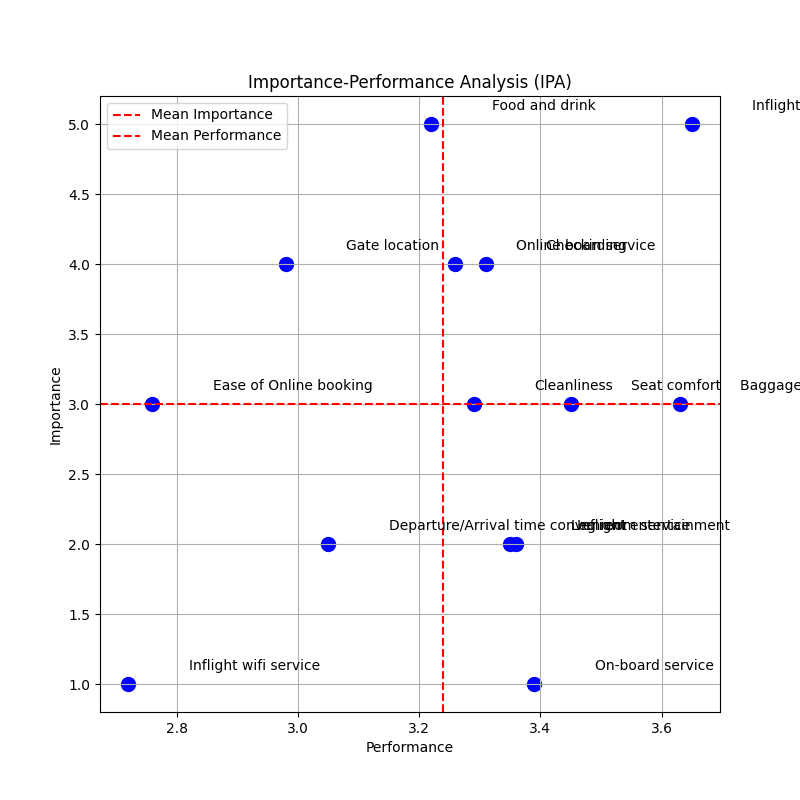 Importance-Performance Analysis (IPA)
Mean Importance
Mean Performance
Food and drink
Inflight
Gate location
Online boarding
Checkin service
Ease of Online booking
Cleanliness
Seat comfort
Baggage
Departure/Arrival time convenient
Inflight entertainment
On-board service
Inflight wifi service
5.0
4.5
4.0
3.5
3.0
2.5
2.0
1.5
1.0
Importance
2.8
3.0
3.2
3.4
3.6
Performance